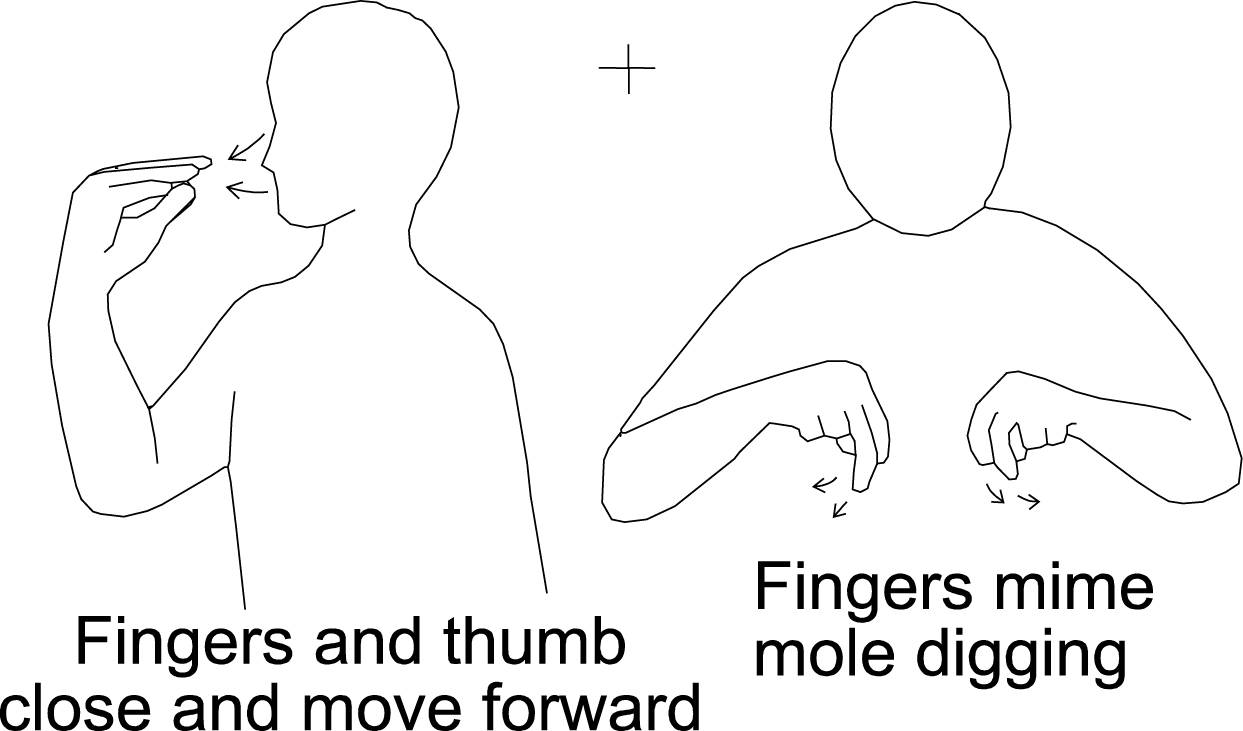 Fingers and thumb
close and move forward
Fingers mime
mole digging